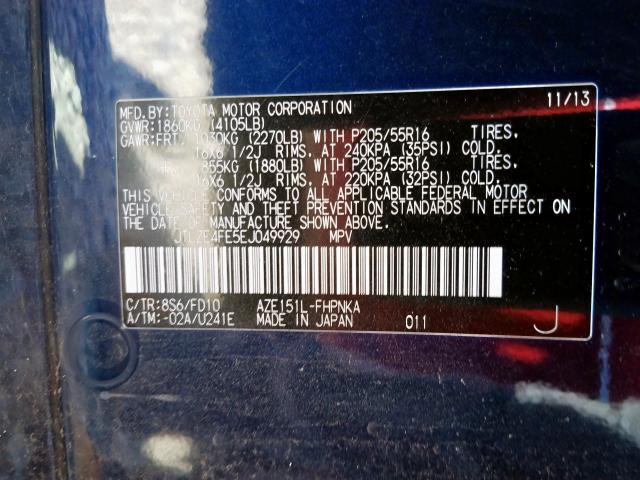 MFD.BY:TOYOTA MOTOR CORPORATION 11/13
GVWR:1860KG (4105LB)
GAWR:FRT. 1030KG (2270LB) WITH P205/55R16 TIRES.
16X6 1/2J RIMS. AT 240KPA (35PSI) COLD.
855KG (1880LB) WITH P205/55R16 TIRES.
16X6 1/2J RIMS. AT 220KPA (32PSI) COLD.
THIS VEHICLE CONFORMS TO ALL APPLICABLE FEDERAL MOTOR
VEHICLE SAFETY AND THEFT PREVENTION STANDARDS IN EFFECT ON
THE DATE OF MANUFACTURE SHOWN ABOVE.
JTLZE4FE5EJ049929 MPV
C/TR:8S6/FD10 AZE151L-FHPNKA
A/TM:-02A/U241E MADE IN JAPAN 011 J